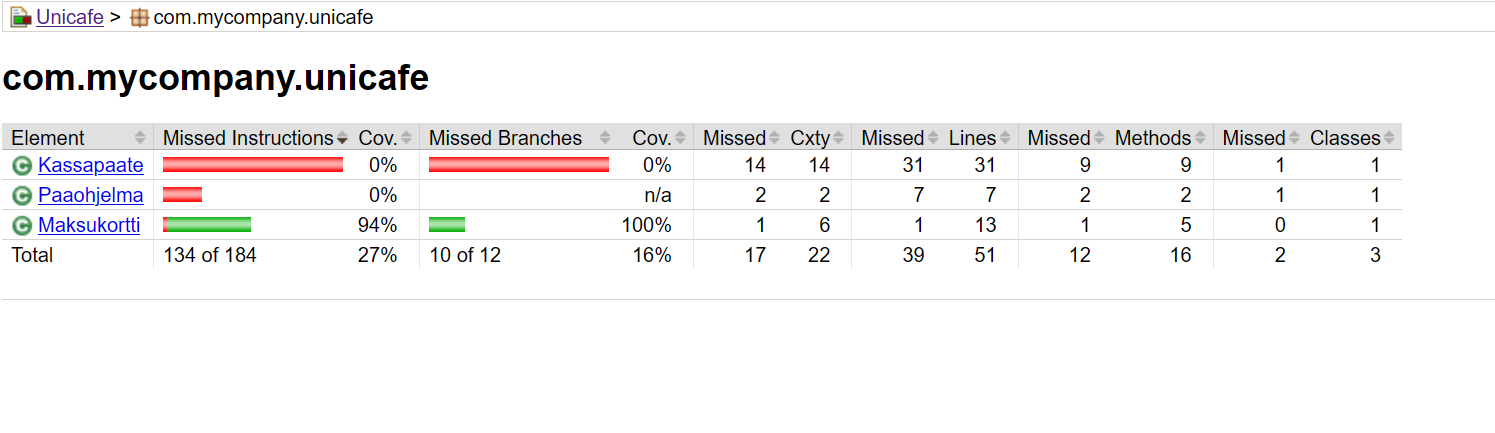 Unicafe > com.mycompany.unicafe
com.mycompany.unicafe
Element Missed Instructions Cov. Missed Branches Cov. Missed Cxty Missed Lines Missed Methods Missed Classes
C Kassapaate 0% 0% 14 14 31 31 9 9 1 1
C Paaohjelma 0% n/a 2 2 7 7 2 2 1 1
C Maksukortti 94% 100% 1 6 1 13 1 5 0 1
Total 134 of 184 27% 10 of 12 16% 17 22 39 51 12 16 2 3